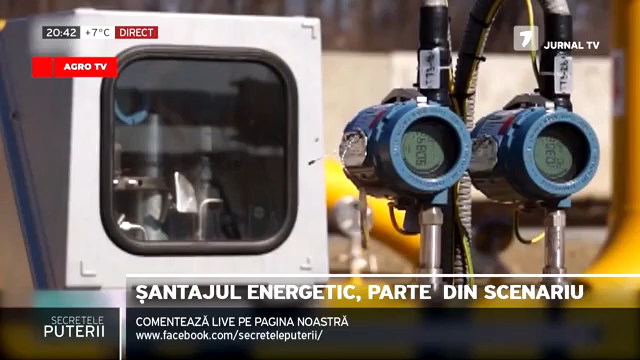 20:42 +7°C DIRECT
JURNAL TV
AGRO TV
ȘANTAJUL ENERGETIC, PARTE DIN SCENARIU
SECRETELE
PUTERII
COMENTEAZĂ LIVE PE PAGINA NOASTRĂ
www.facebook.com/secreteleputerii/